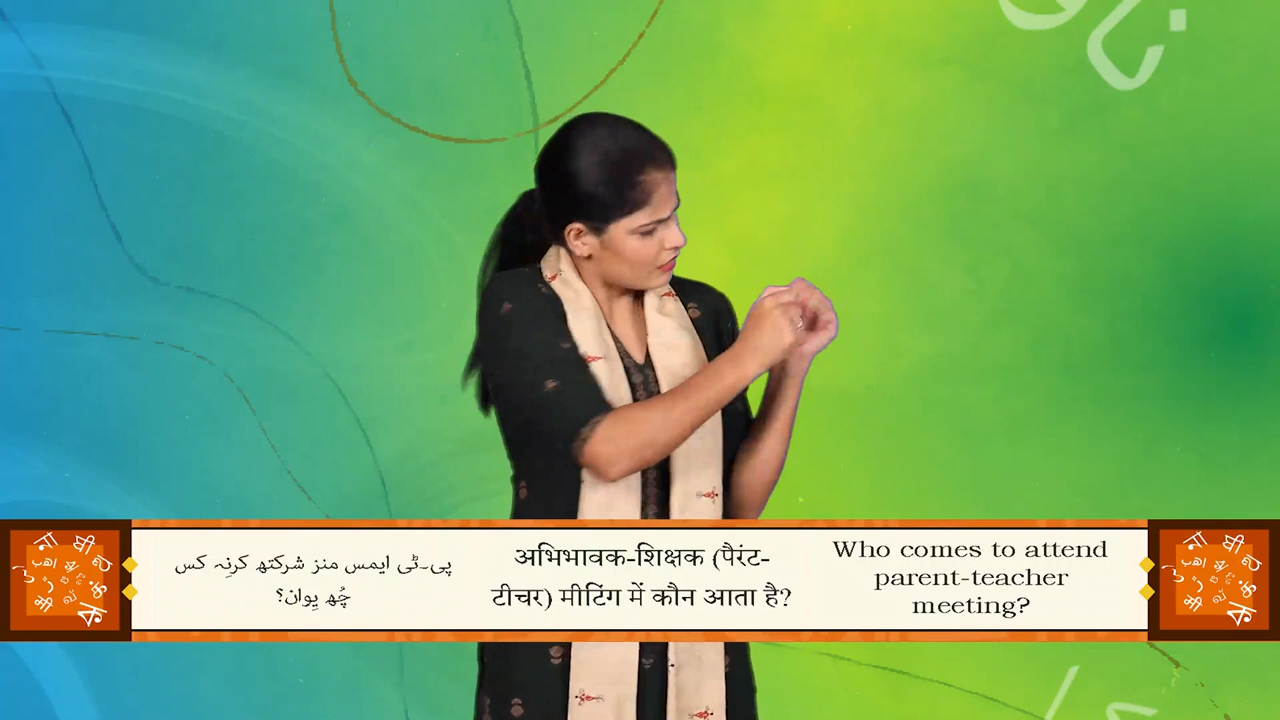 پی۔ٹی ایمس منز شرکتھ کرنہٕ کس
چُھ یِوان؟
अभिभावक-शिक्षक (पैरंट-
टीचर) मीटिंग में कौन आता है?
Who comes to attend
parent-teacher
meeting?